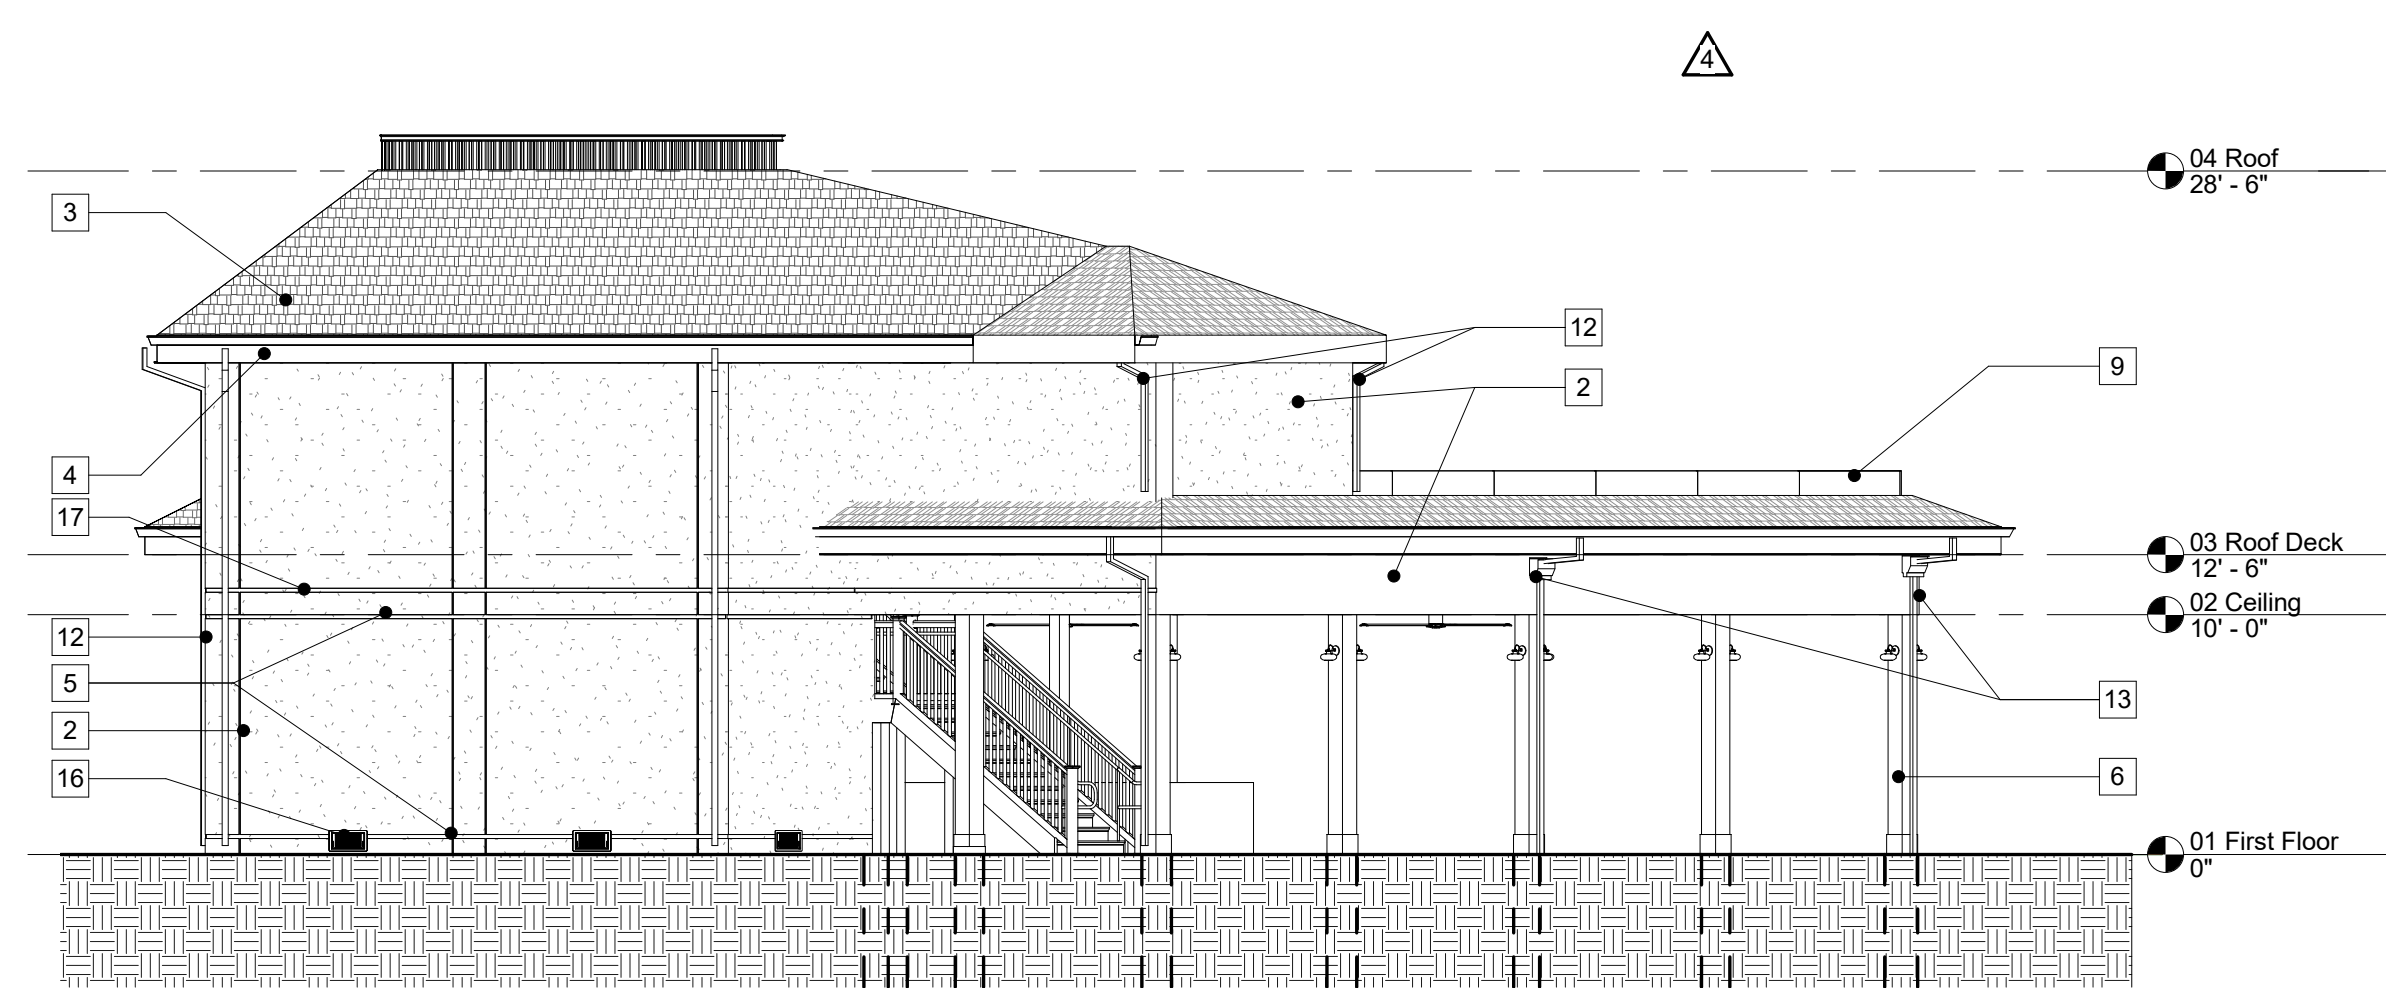 4
04 Roof
28' - 6"
3
12
9
2
4
17
03 Roof Deck
12' - 6"
02 Ceiling
10' - 0"
12
5
13
2
16
6
01 First Floor
0"